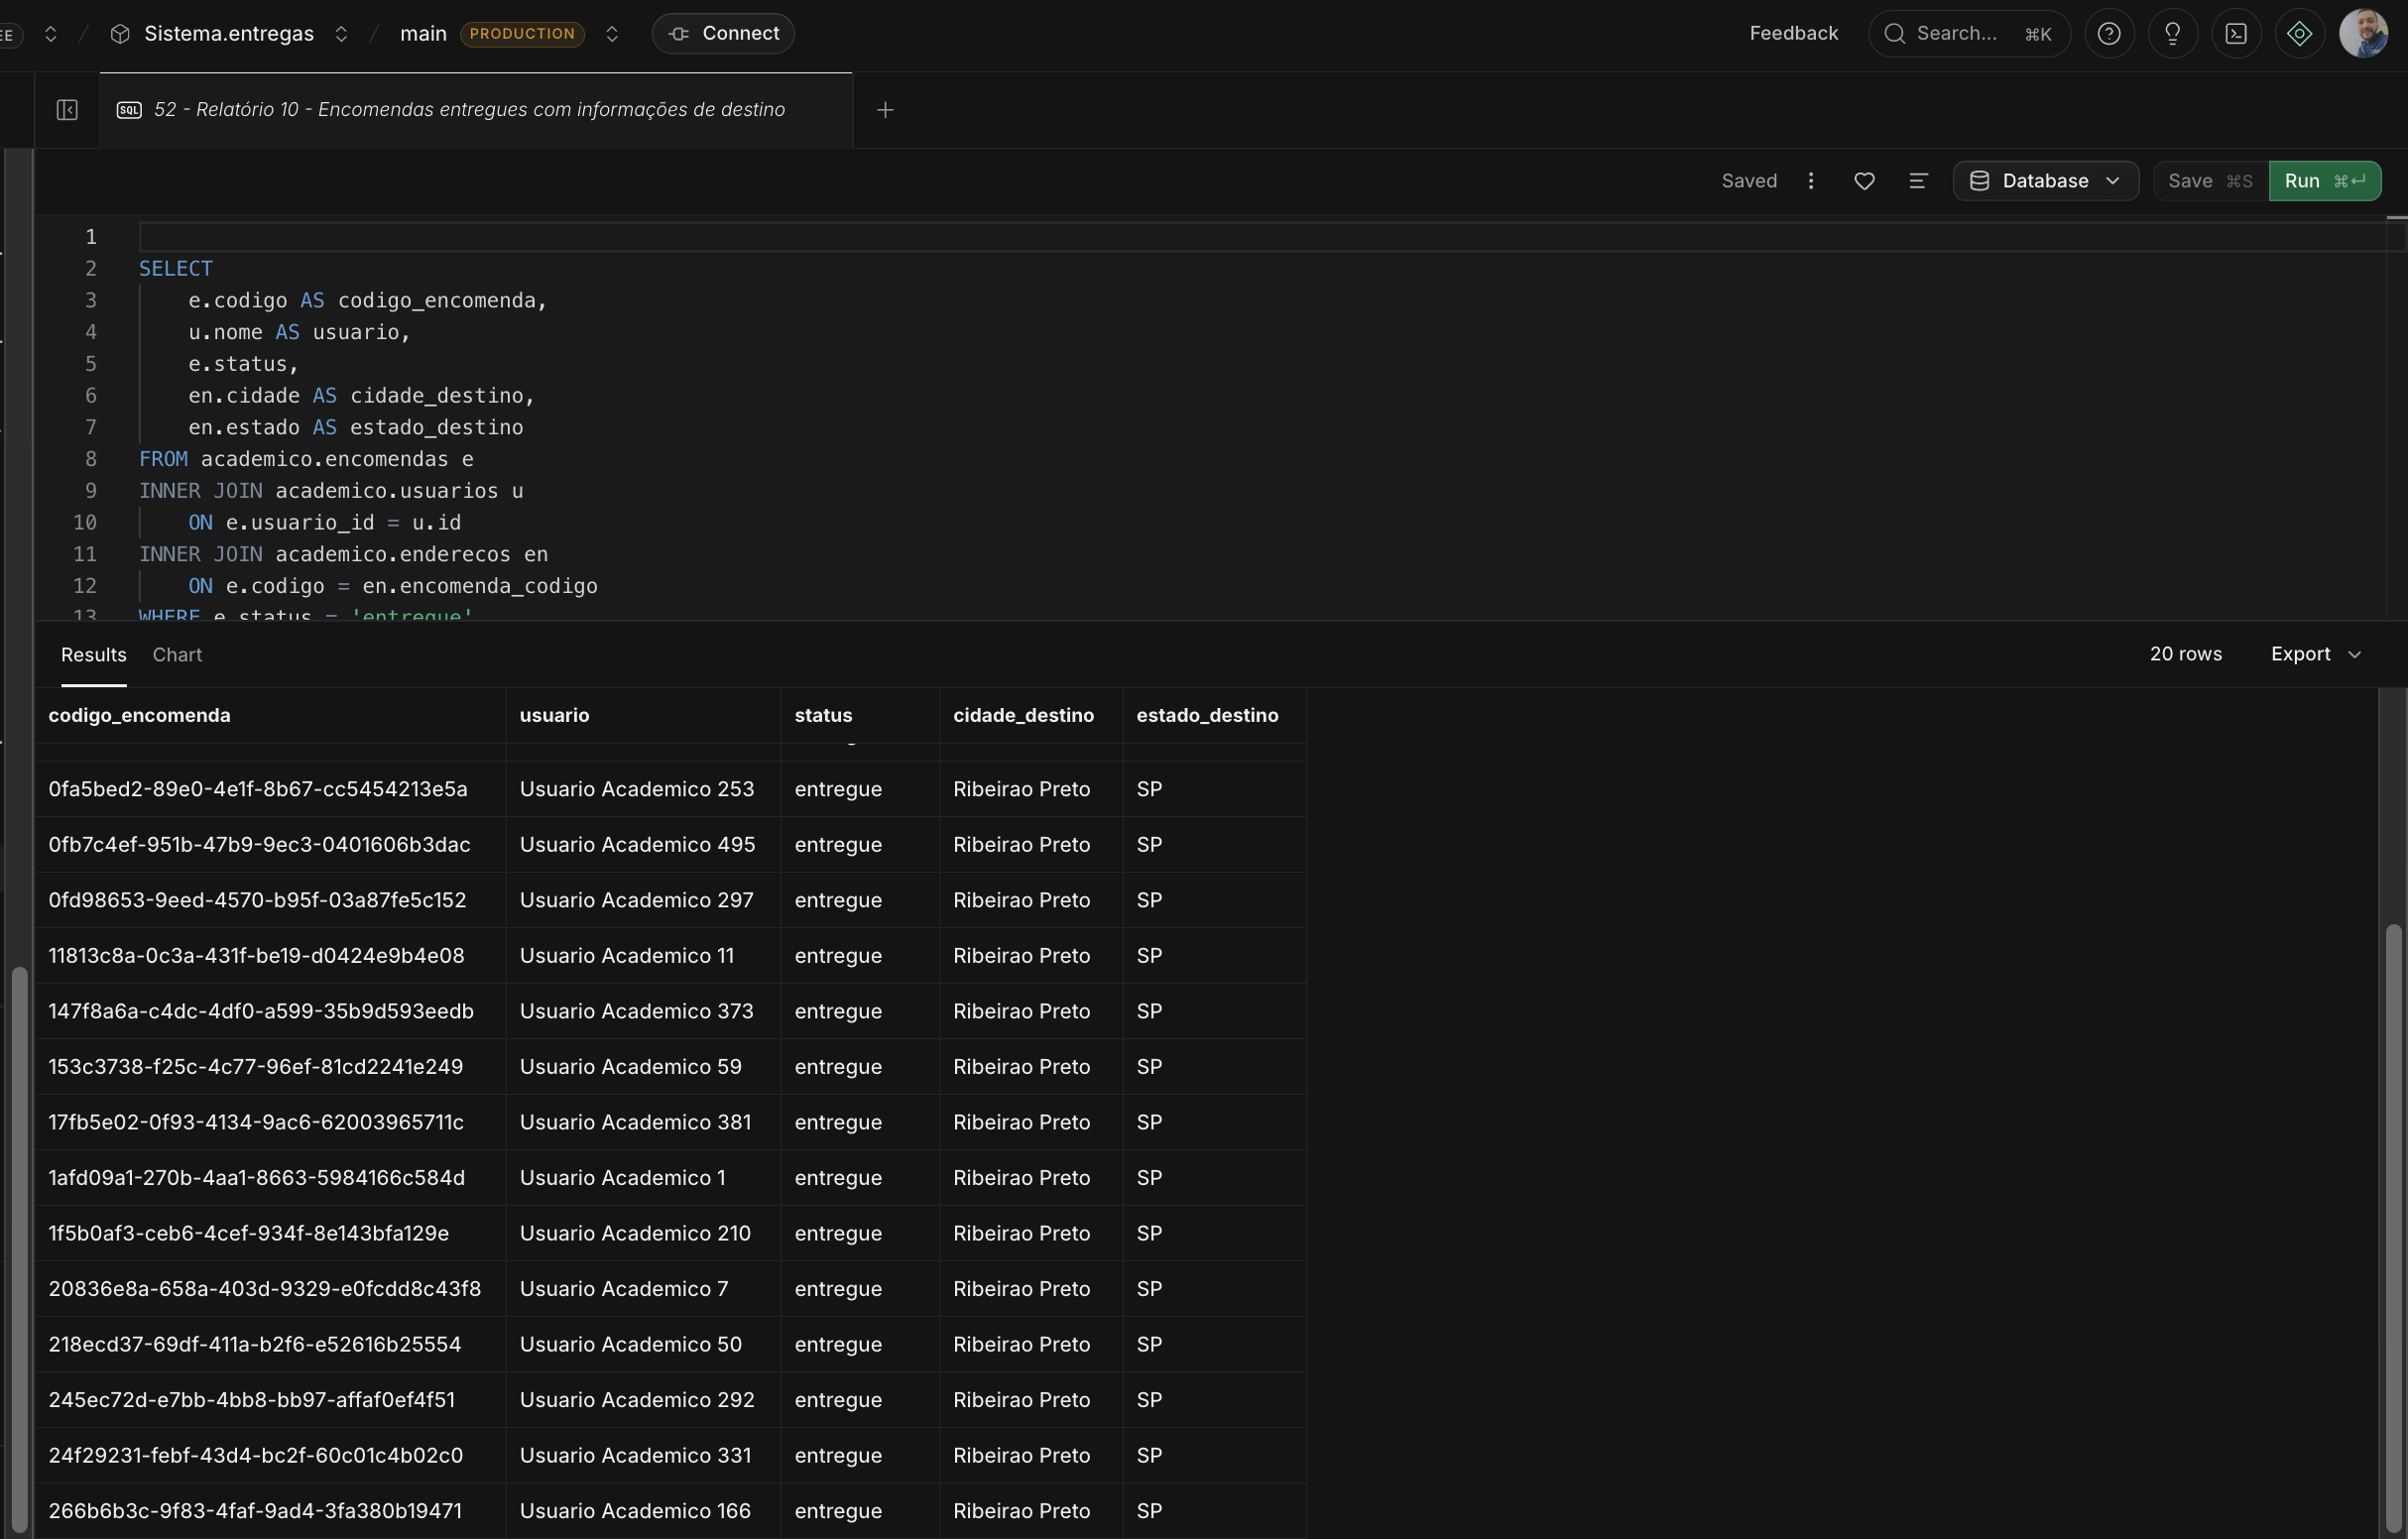 EE / Sistema.entregas / main PRODUCTION Connect Feedback Search... ⌘K
SQL 52 - Relatório 10 - Encomendas entregues com informações de destino +
Saved Database Save ⌘S Run ⌘↵
1
2 SELECT
3 e.codigo AS codigo_encomenda,
4 u.nome AS usuario,
5 e.status,
6 en.cidade AS cidade_destino,
7 en.estado AS estado_destino
8 FROM academico.encomendas e
9 INNER JOIN academico.usuarios u
10 ON e.usuario_id = u.id
11 INNER JOIN academico.enderecos en
12 ON e.codigo = en.encomenda_codigo
13 WHERE e.status = 'entregue'
Results Chart 20 rows Export
codigo_encomenda usuario status cidade_destino estado_destino
0fa5bed2-89e0-4e1f-8b67-cc5454213e5a Usuario Academico 253 entregue Ribeirao Preto SP
0fb7c4ef-951b-47b9-9ec3-0401606b3dac Usuario Academico 495 entregue Ribeirao Preto SP
0fd98653-9eed-4570-b95f-03a87fe5c152 Usuario Academico 297 entregue Ribeirao Preto SP
11813c8a-0c3a-431f-be19-d0424e9b4e08 Usuario Academico 11 entregue Ribeirao Preto SP
147f8a6a-c4dc-4df0-a599-35b9d593eedb Usuario Academico 373 entregue Ribeirao Preto SP
153c3738-f25c-4c77-96ef-81cd2241e249 Usuario Academico 59 entregue Ribeirao Preto SP
17fb5e02-0f93-4134-9ac6-62003965711c Usuario Academico 381 entregue Ribeirao Preto SP
1afd09a1-270b-4aa1-8663-5984166c584d Usuario Academico 1 entregue Ribeirao Preto SP
1f5b0af3-ceb6-4cef-934f-8e143bfa129e Usuario Academico 210 entregue Ribeirao Preto SP
20836e8a-658a-403d-9329-e0fcdd8c43f8 Usuario Academico 7 entregue Ribeirao Preto SP
218ecd37-69df-411a-b2f6-e52616b25554 Usuario Academico 50 entregue Ribeirao Preto SP
245ec72d-e7bb-4bb8-bb97-affaf0ef4f51 Usuario Academico 292 entregue Ribeirao Preto SP
24f29231-febf-43d4-bc2f-60c01c4b02c0 Usuario Academico 331 entregue Ribeirao Preto SP
266b6b3c-9f83-4faf-9ad4-3fa380b19471 Usuario Academico 166 entregue Ribeirao Preto SP